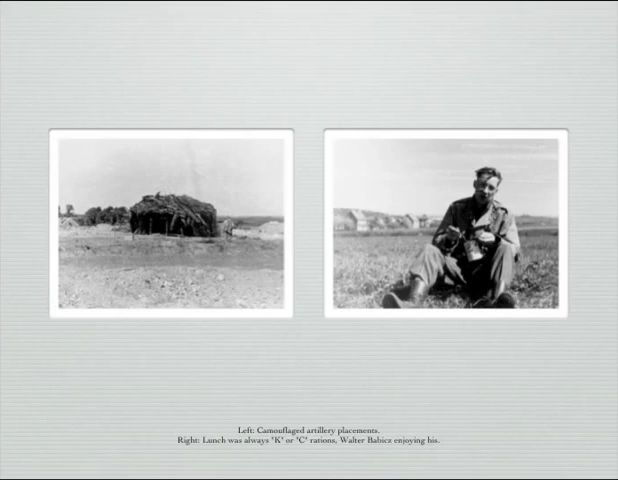 Left: Camouflaged artillery placements.
Right: Lunch was always "K" or "C" rations, Walter Babicz enjoying his.